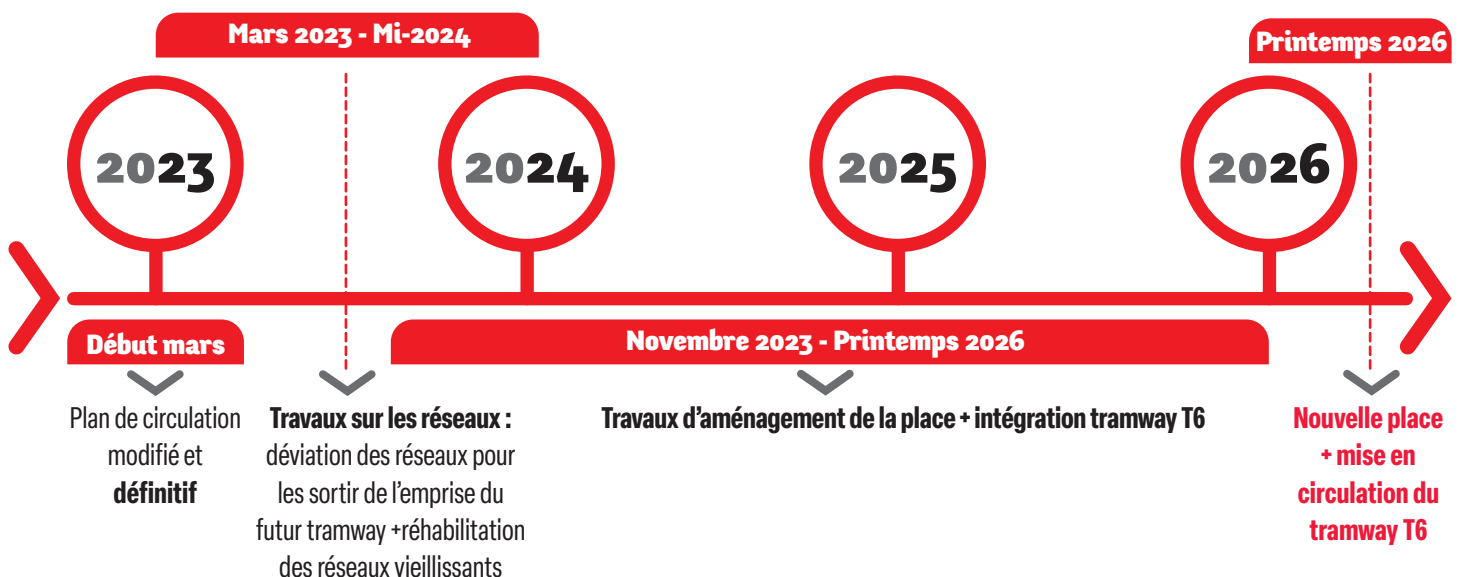 Mars 2023 - Mi-2024
Printemps 2026
2023
2024
2025
2026
Début mars
Novembre 2023 - Printemps 2026
Plan de circulation
modifié et
définitif
Travaux sur les réseaux :
déviation des réseaux pour
les sortir de l'emprise du
futur tramway +réhabilitation
des réseaux vieillissants
Travaux d'aménagement de la place + intégration tramway T6
Nouvelle place
+ mise en
circulation du
tramway T6